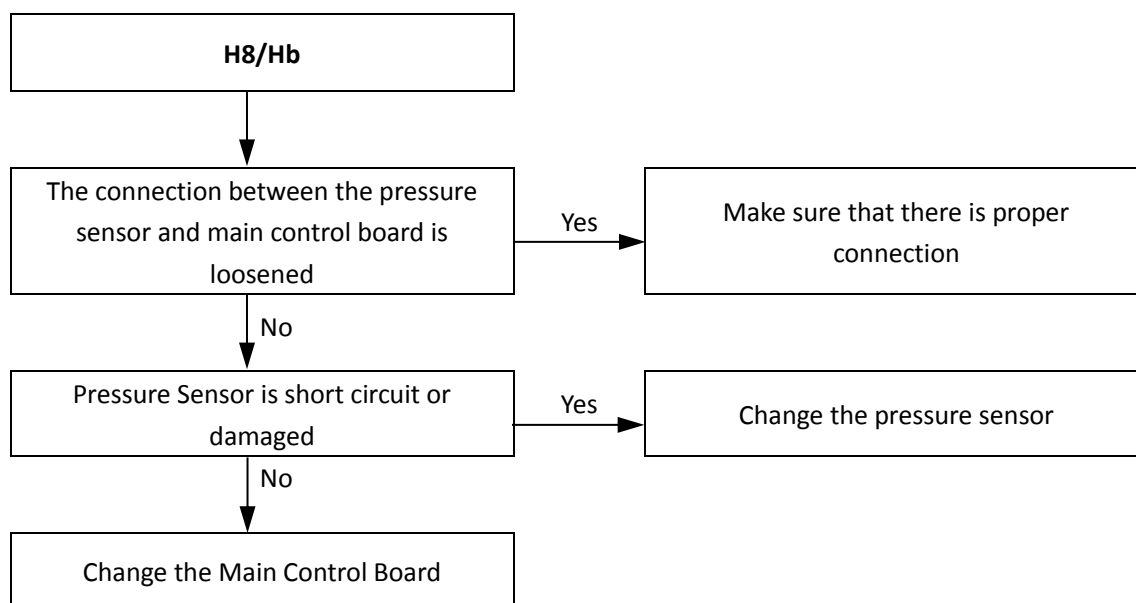 H8/Hb
The connection between the pressure
sensor and main control board is
loosened
Yes
Make sure that there is proper
connection
No
Pressure Sensor is short circuit or
damaged
Yes
Change the pressure sensor
No
Change the Main Control Board